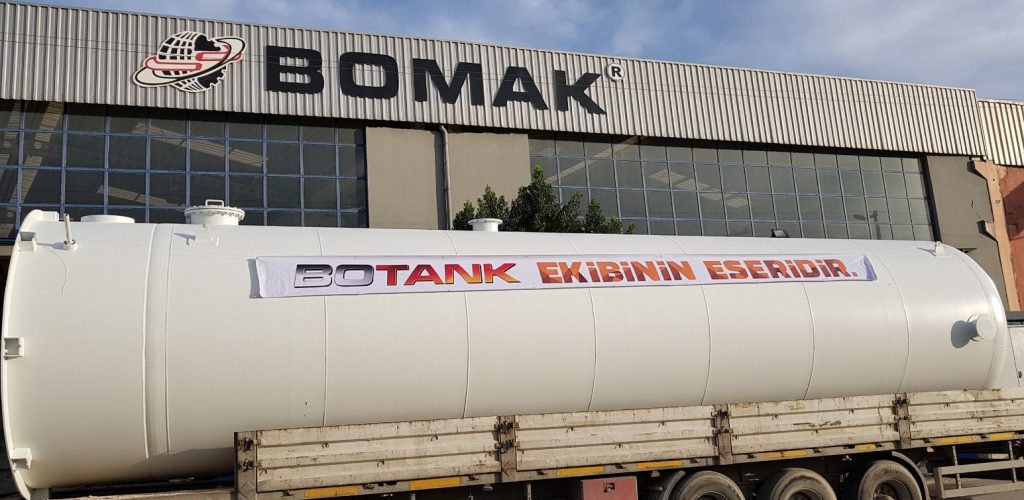 BOMAK ®
BOTANK EKİBİNİN ESERİDİR.